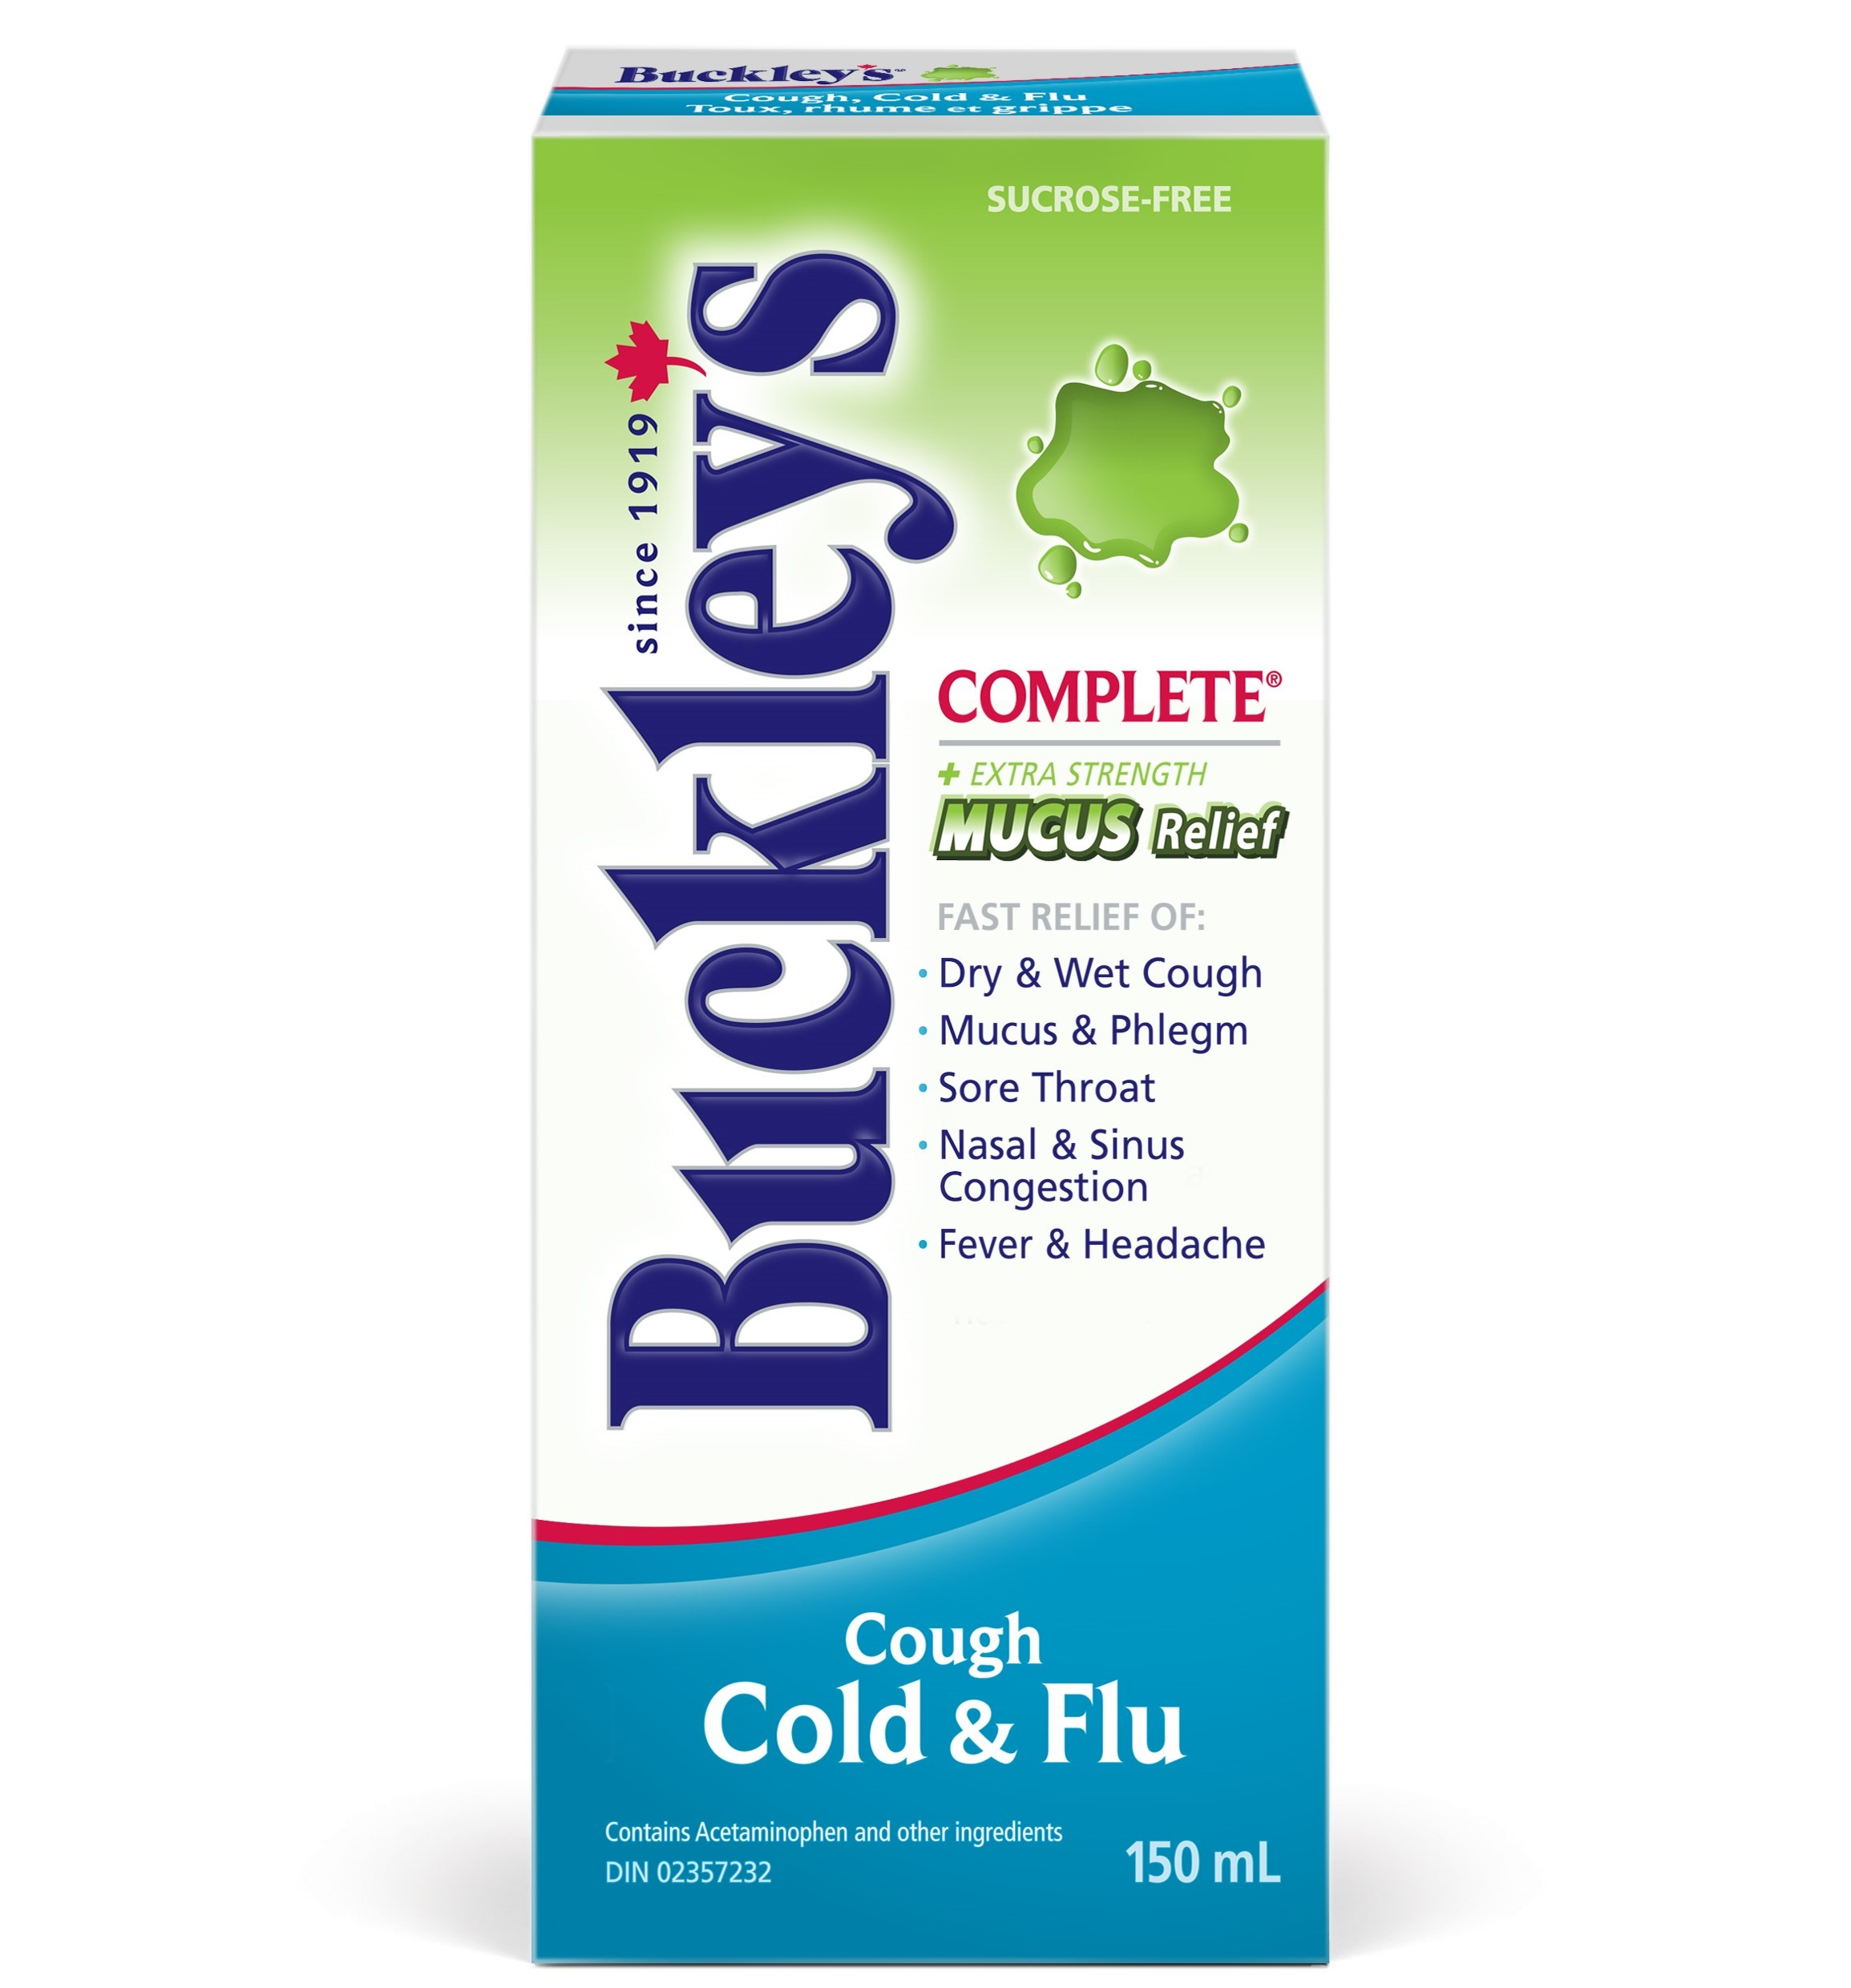 Buckley's
Cough, Cold & Flu
Toux, rhume et grippe
SUCROSE-FREE
since 1919
Buckley's
COMPLETE®
+ EXTRA STRENGTH
MUCUS Relief
FAST RELIEF OF:
• Dry & Wet Cough
• Mucus & Phlegm
• Sore Throat
• Nasal & Sinus
Congestion
• Fever & Headache
Cough
Cold & Flu
Contains Acetaminophen and other ingredients
DIN 02357232
150 mL